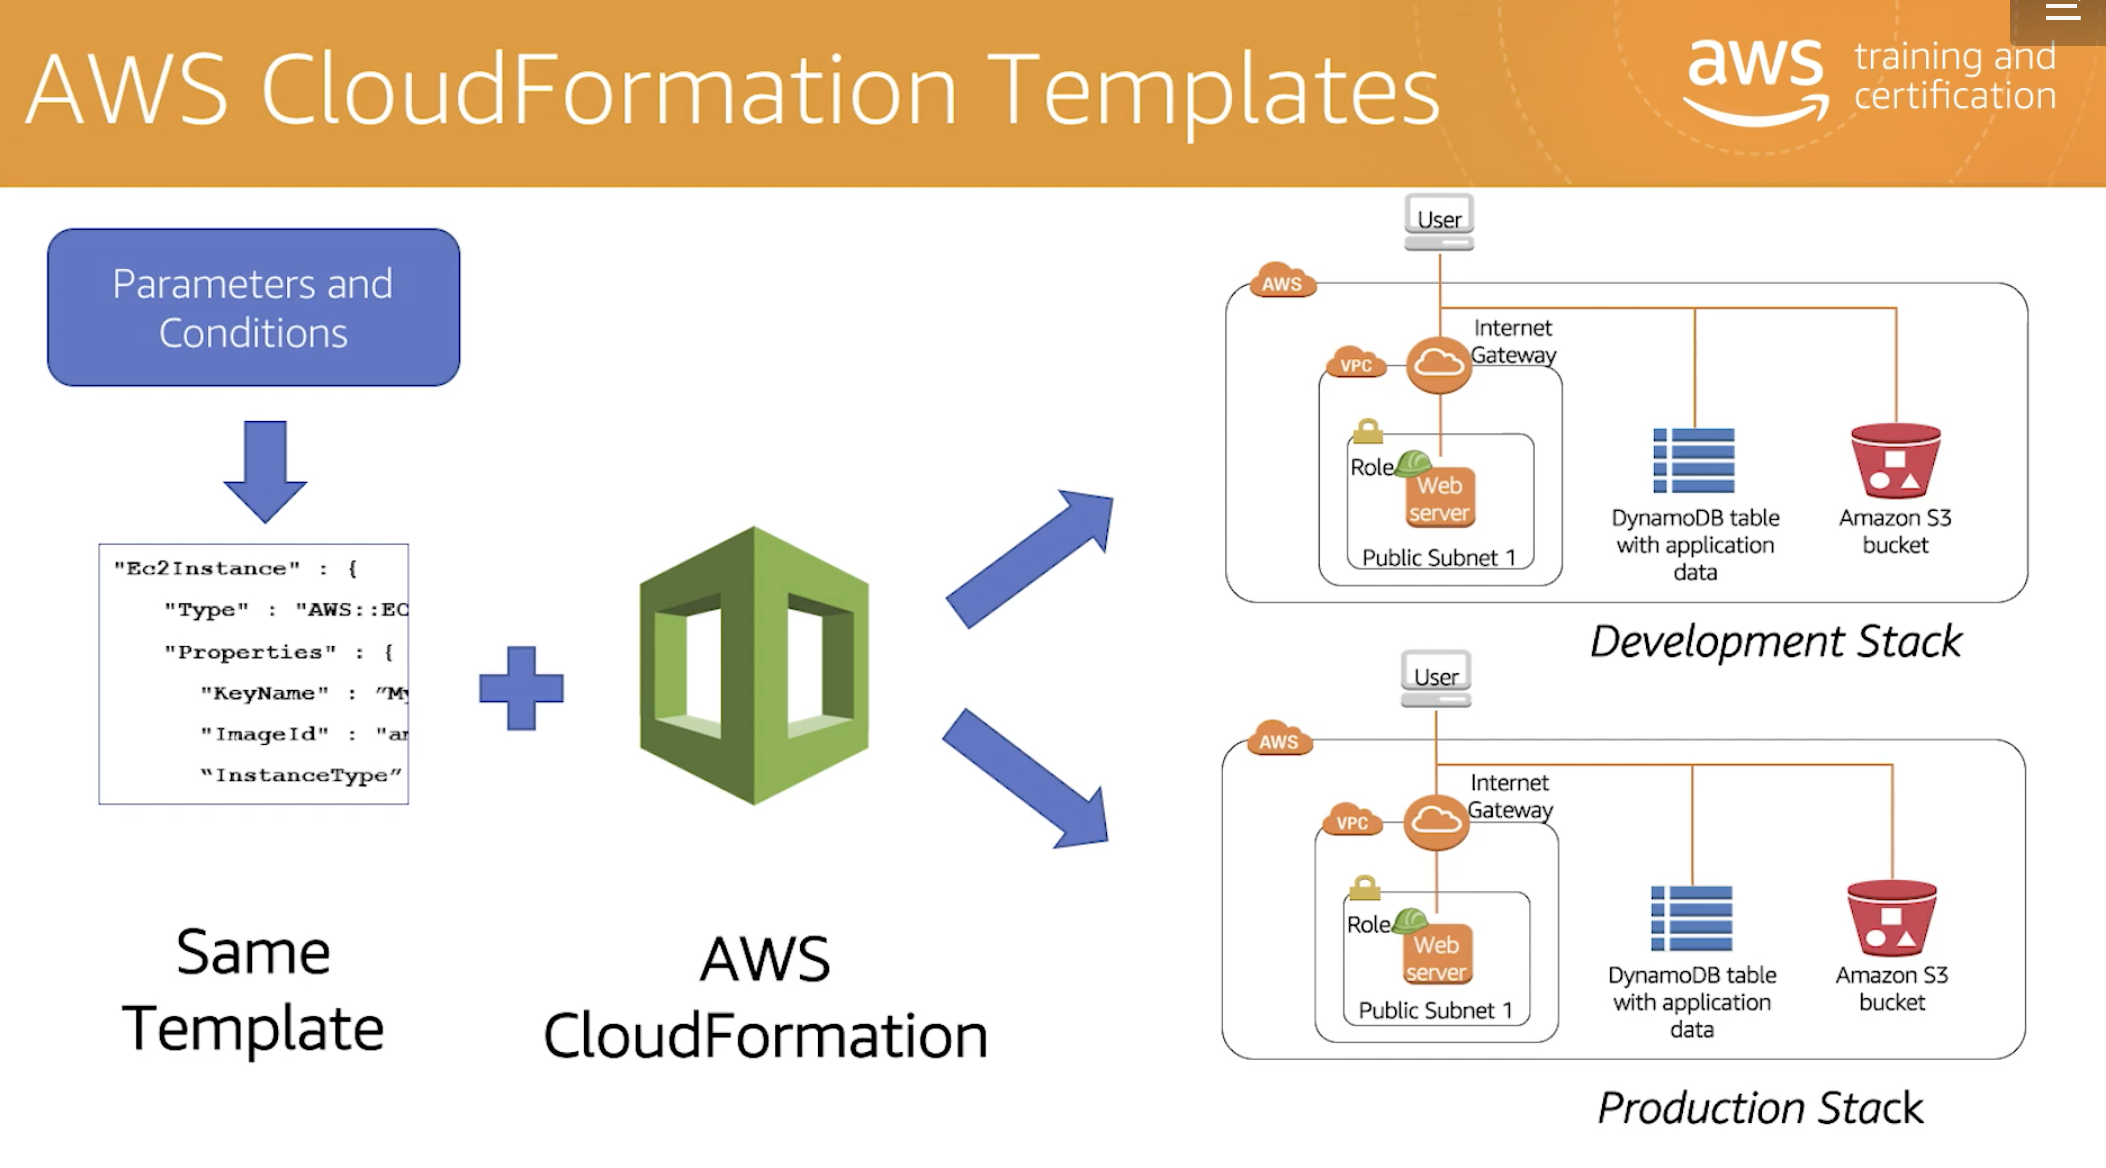 AWS CloudFormation Templates
aws
training and
certification
Parameters and
Conditions
"Ec2Instance" : {
"Type" : "AWS::EC
"Properties" : {
"KeyName" : ”My
"ImageId" : "am
“InstanceType”
Same
Template
AWS
CloudFormation
User
AWS
Internet
Gateway
VPC
Role
Web
server
Public Subnet 1
DynamoDB table
with application
data
Amazon S3
bucket
Development Stack
User
AWS
Internet
Gateway
VPC
Role
Web
server
Public Subnet 1
DynamoDB table
with application
data
Amazon S3
bucket
Production Stack